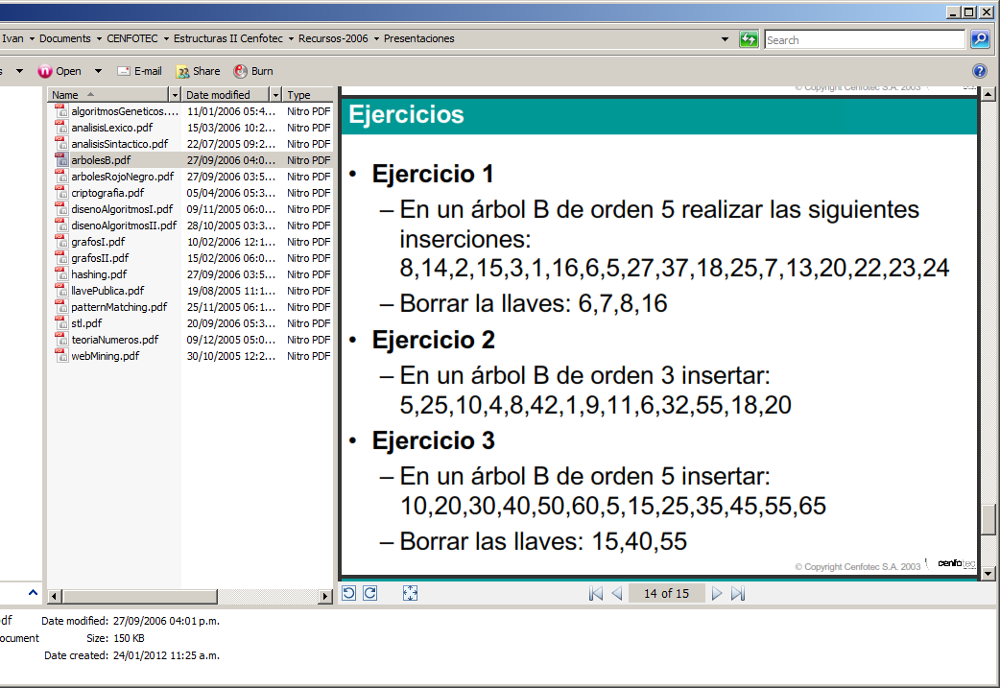 Ivan Documents CENFOTEC Estructuras II Cenfotec Recursos-2006 Presentaciones Search
s Open E-mail Share Burn
Name Date modified Type
algoritmosGeneticos.... 11/01/2006 05:4... Nitro PDF
analisisLexico.pdf 15/03/2006 10:2... Nitro PDF
analisisSintactico.pdf 22/07/2005 09:2... Nitro PDF
arbolesB.pdf 27/09/2006 04:0... Nitro PDF
arbolesRojoNegro.pdf 27/09/2006 03:5... Nitro PDF
criptografia.pdf 05/04/2006 05:3... Nitro PDF
disenoAlgoritmosI.pdf 09/11/2005 06:0... Nitro PDF
disenoAlgoritmosII.pdf 28/10/2005 03:3... Nitro PDF
grafosI.pdf 10/02/2006 12:1... Nitro PDF
grafosII.pdf 15/02/2006 06:0... Nitro PDF
hashing.pdf 27/09/2006 03:5... Nitro PDF
llavePublica.pdf 19/08/2005 11:1... Nitro PDF
patternMatching.pdf 25/11/2005 06:1... Nitro PDF
stl.pdf 20/09/2006 05:3... Nitro PDF
teoriaNumeros.pdf 09/12/2005 05:0... Nitro PDF
webMining.pdf 30/10/2005 12:2... Nitro PDF
© Copyright Cenfotec S.A. 2003
Ejercicios
• Ejercicio 1
– En un árbol B de orden 5 realizar las siguientes
inserciones:
8,14,2,15,3,1,16,6,5,27,37,18,25,7,13,20,22,23,24
– Borrar la llaves: 6,7,8,16
• Ejercicio 2
– En un árbol B de orden 3 insertar:
5,25,10,4,8,42,1,9,11,6,32,55,18,20
• Ejercicio 3
– En un árbol B de orden 5 insertar:
10,20,30,40,50,60,5,15,25,35,45,55,65
– Borrar las llaves: 15,40,55
© Copyright Cenfotec S.A. 2003 cenfotec
14 of 15
df Date modified: 27/09/2006 04:01 p.m.
ocument Size: 150 KB
Date created: 24/01/2012 11:25 a.m.